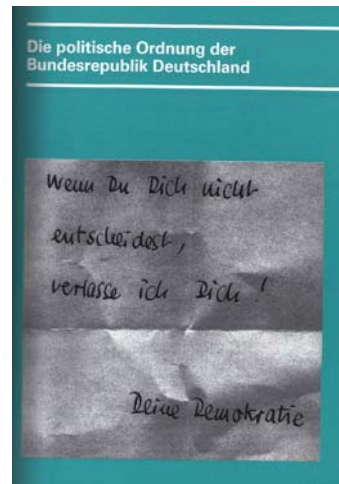 Die politische Ordnung der
Bundesrepublik Deutschland
Wenn Du Dich nicht
entscheidest,
verlasse ich Dich!
Deine Demokratie